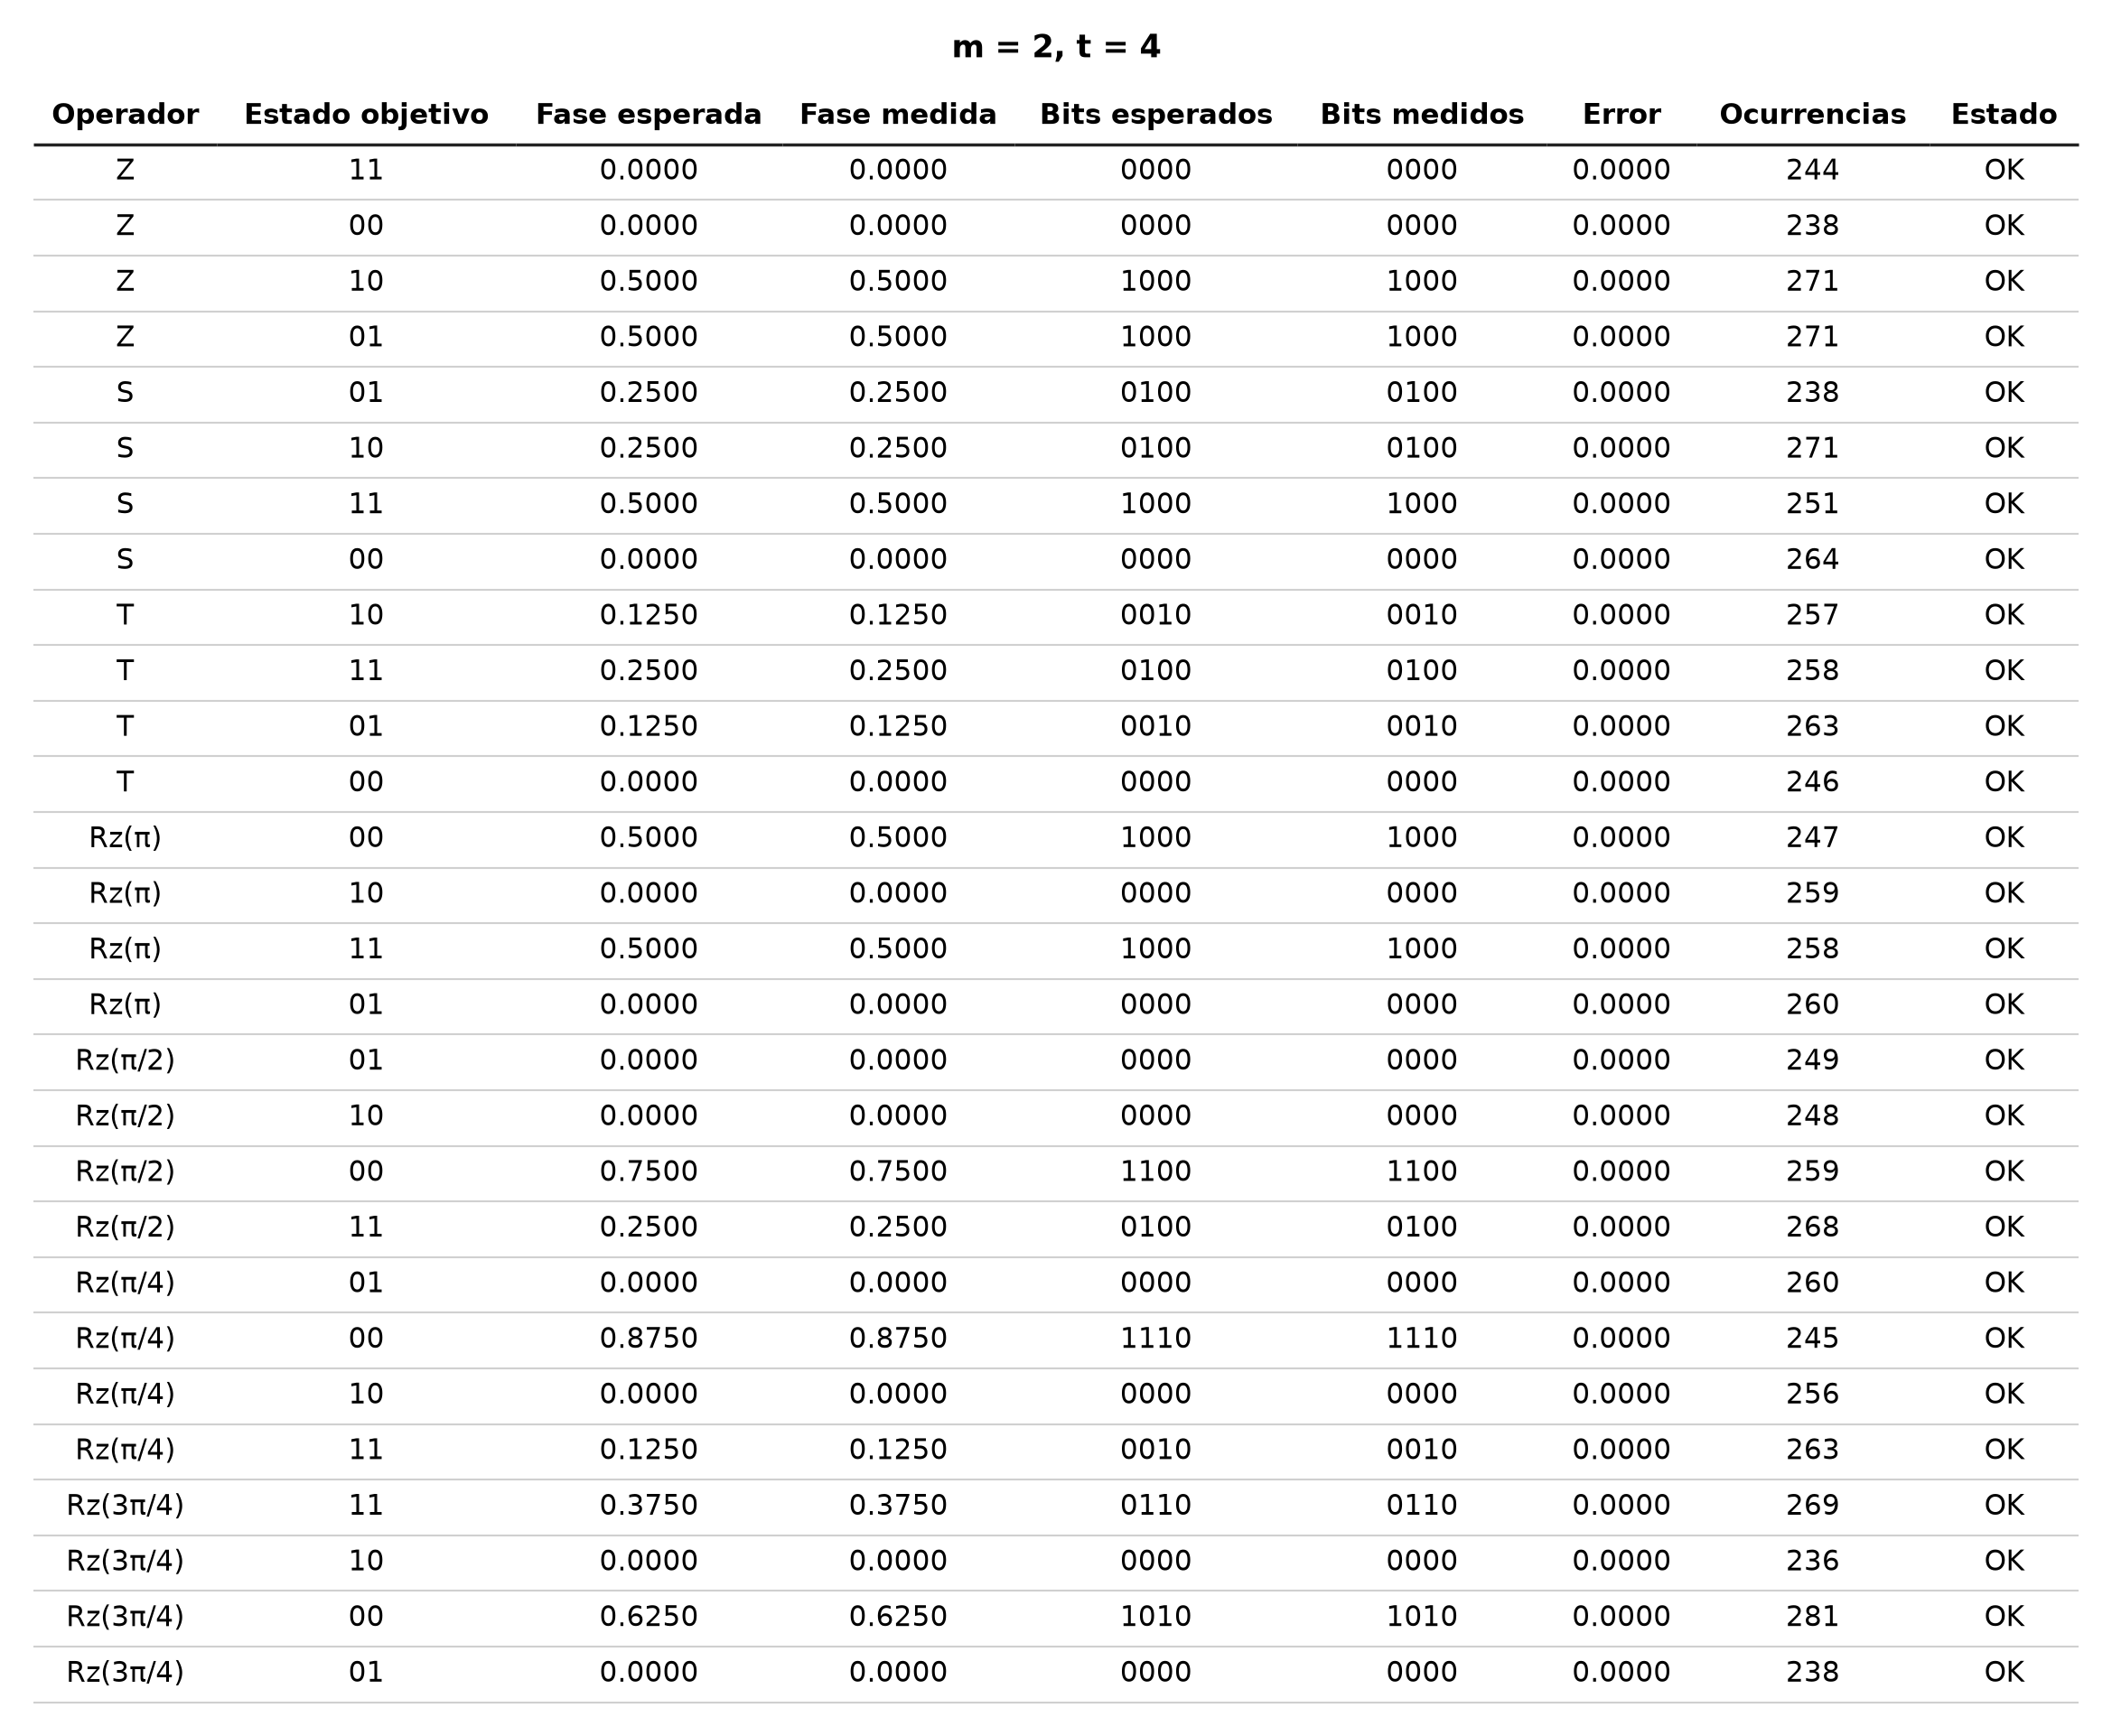 m = 2, t = 4
Operador Estado objetivo Fase esperada Fase medida Bits esperados Bits medidos Error Ocurrencias Estado
Z 11 0.0000 0.0000 0000 0000 0.0000 244 OK
Z 00 0.0000 0.0000 0000 0000 0.0000 238 OK
Z 10 0.5000 0.5000 1000 1000 0.0000 271 OK
Z 01 0.5000 0.5000 1000 1000 0.0000 271 OK
S 01 0.2500 0.2500 0100 0100 0.0000 238 OK
S 10 0.2500 0.2500 0100 0100 0.0000 271 OK
S 11 0.5000 0.5000 1000 1000 0.0000 251 OK
S 00 0.0000 0.0000 0000 0000 0.0000 264 OK
T 10 0.1250 0.1250 0010 0010 0.0000 257 OK
T 11 0.2500 0.2500 0100 0100 0.0000 258 OK
T 01 0.1250 0.1250 0010 0010 0.0000 263 OK
T 00 0.0000 0.0000 0000 0000 0.0000 246 OK
Rz(π) 00 0.5000 0.5000 1000 1000 0.0000 247 OK
Rz(π) 10 0.0000 0.0000 0000 0000 0.0000 259 OK
Rz(π) 11 0.5000 0.5000 1000 1000 0.0000 258 OK
Rz(π) 01 0.0000 0.0000 0000 0000 0.0000 260 OK
Rz(π/2) 01 0.0000 0.0000 0000 0000 0.0000 249 OK
Rz(π/2) 10 0.0000 0.0000 0000 0000 0.0000 248 OK
Rz(π/2) 00 0.7500 0.7500 1100 1100 0.0000 259 OK
Rz(π/2) 11 0.2500 0.2500 0100 0100 0.0000 268 OK
Rz(π/4) 01 0.0000 0.0000 0000 0000 0.0000 260 OK
Rz(π/4) 00 0.8750 0.8750 1110 1110 0.0000 245 OK
Rz(π/4) 10 0.0000 0.0000 0000 0000 0.0000 256 OK
Rz(π/4) 11 0.1250 0.1250 0010 0010 0.0000 263 OK
Rz(3π/4) 11 0.3750 0.3750 0110 0110 0.0000 269 OK
Rz(3π/4) 10 0.0000 0.0000 0000 0000 0.0000 236 OK
Rz(3π/4) 00 0.6250 0.6250 1010 1010 0.0000 281 OK
Rz(3π/4) 01 0.0000 0.0000 0000 0000 0.0000 238 OK